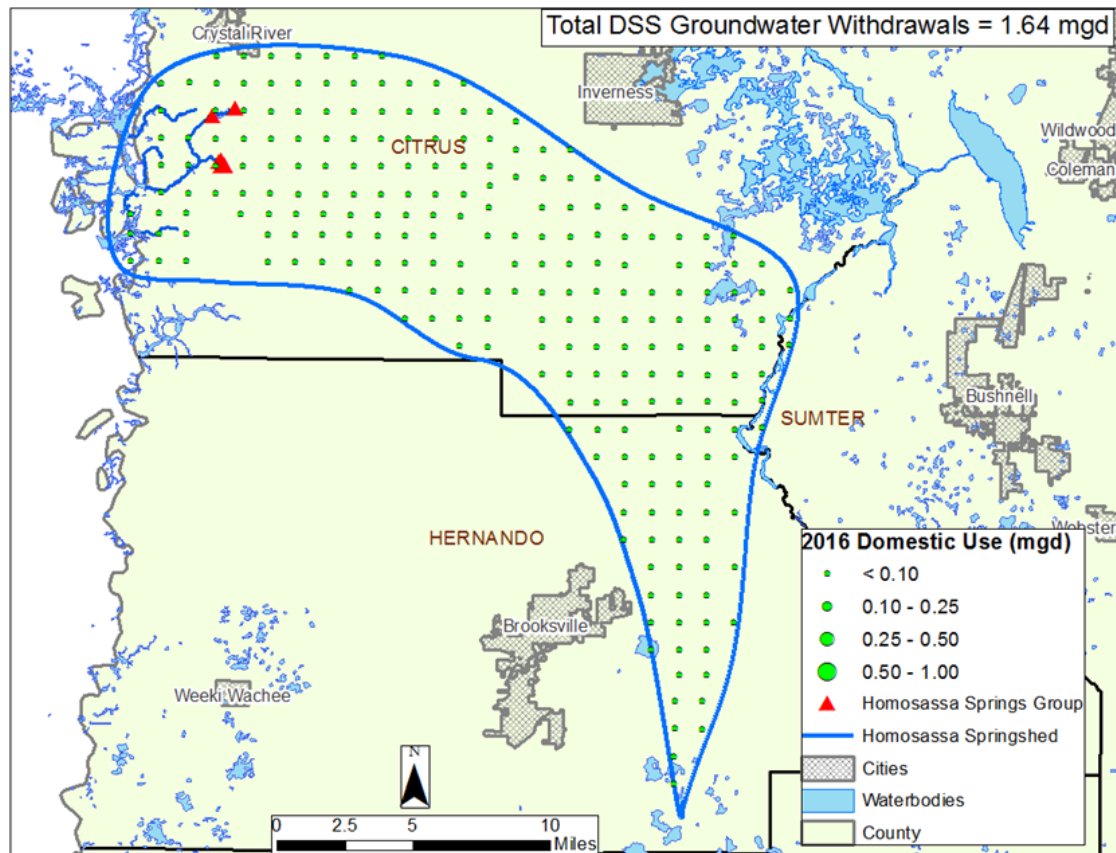 Total DSS Groundwater Withdrawals = 1.64 mgd
Crystal River
Inverness
CITRUS
Wildwood
Coleman
SUMTER
Bushnell
HERNANDO
Webster
Brooksville
Weeki Wachee
2016 Domestic Use (mgd)
< 0.10
0.10 - 0.25
0.25 - 0.50
0.50 - 1.00
Homosassa Springs Group
Homosassa Springshed
Cities
Waterbodies
County
N
0 2.5 5 10
Miles